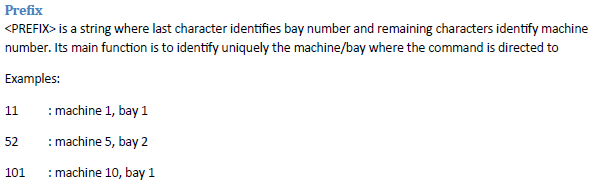 Prefix
<PREFIX> is a string where last character identifies bay number and remaining characters identify machine
number. Its main function is to identify uniquely the machine/bay where the command is directed to
Examples:
11 : machine 1, bay 1
52 : machine 5, bay 2
101 : machine 10, bay 1